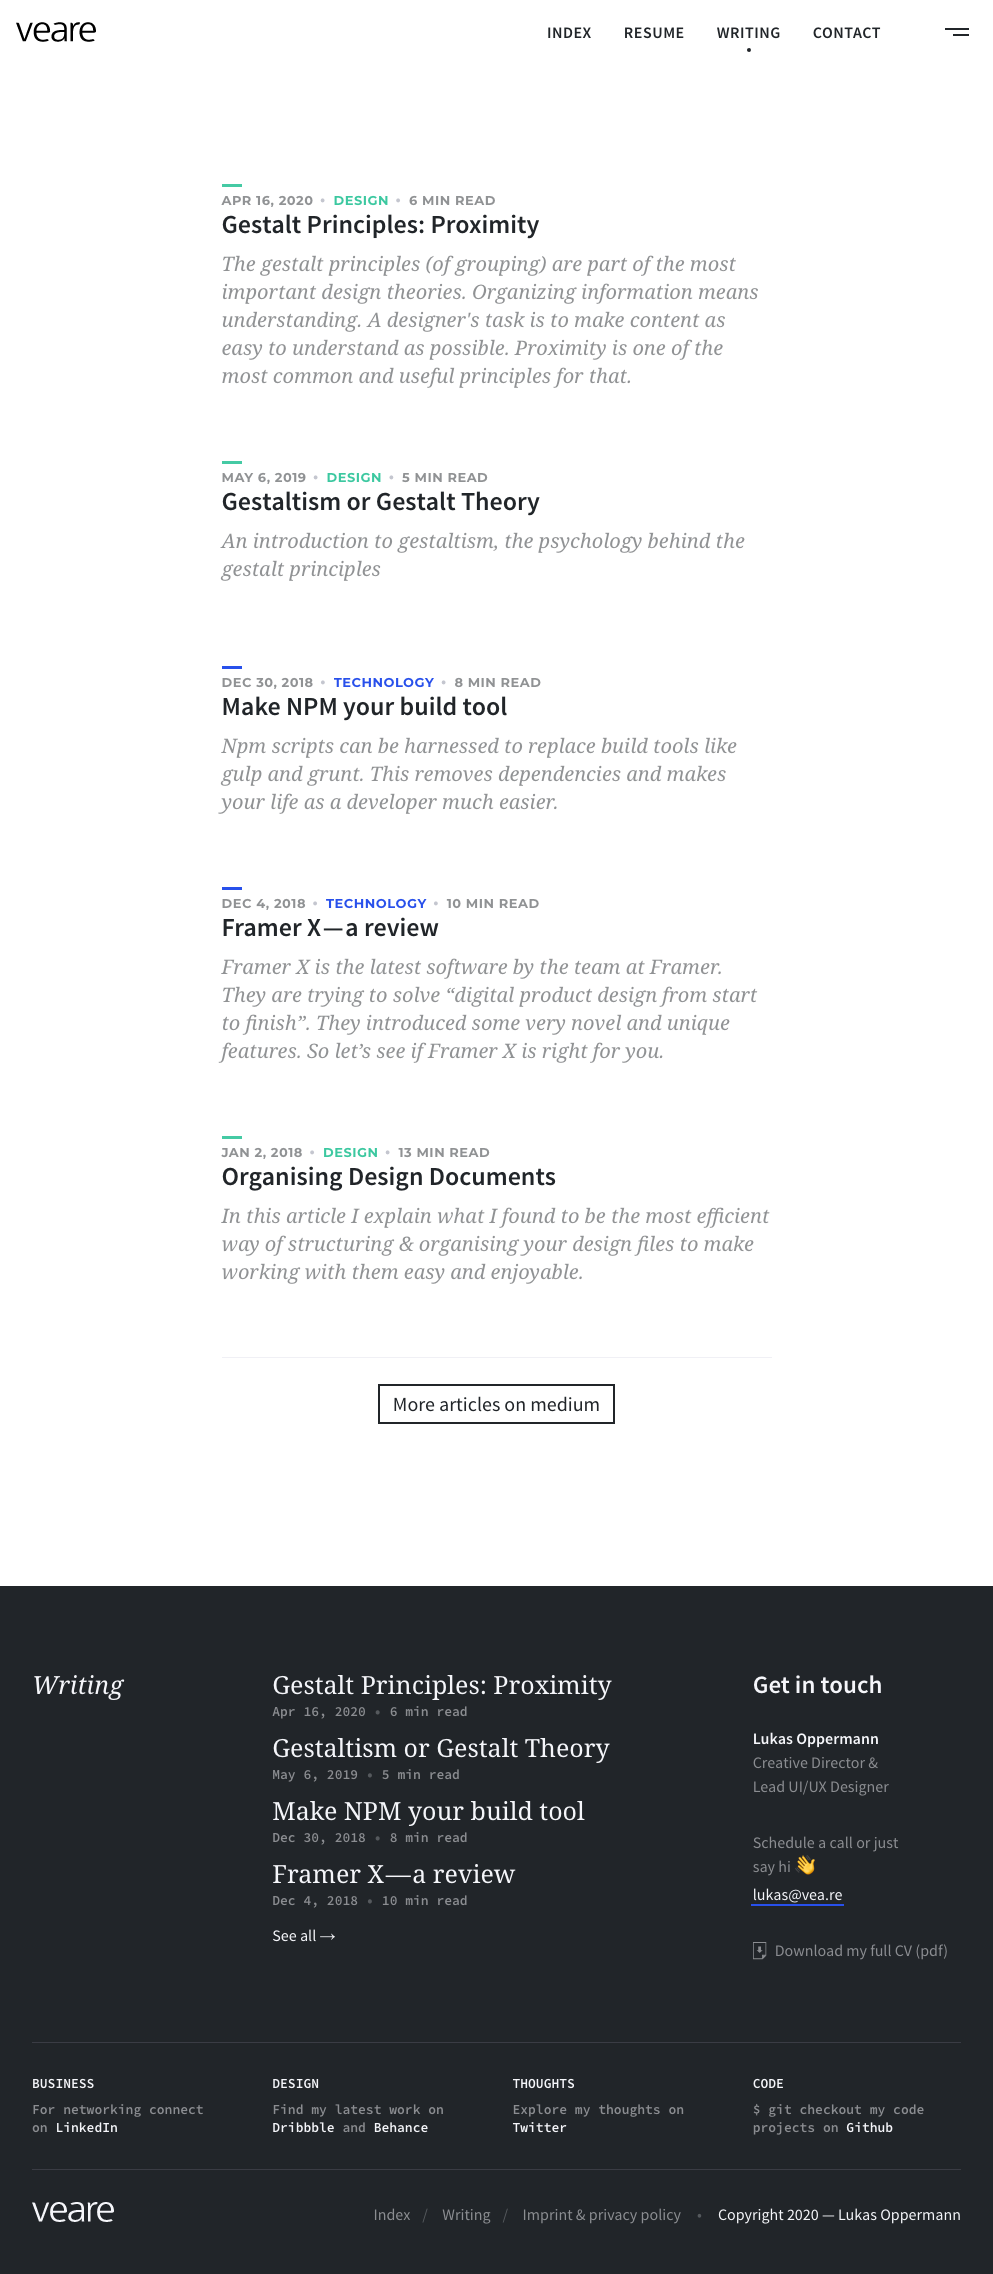 veare
INDEX RESUME WRITING CONTACT
APR 16, 2020 • DESIGN • 6 MIN READ
Gestalt Principles: Proximity
The gestalt principles (of grouping) are part of the most
important design theories. Organizing information means
understanding. A designer's task is to make content as
easy to understand as possible. Proximity is one of the
most common and useful principles for that.
MAY 6, 2019 • DESIGN • 5 MIN READ
Gestaltism or Gestalt Theory
An introduction to gestaltism, the psychology behind the
gestalt principles
DEC 30, 2018 • TECHNOLOGY • 8 MIN READ
Make NPM your build tool
Npm scripts can be harnessed to replace build tools like
gulp and grunt. This removes dependencies and makes
your life as a developer much easier.
DEC 4, 2018 • TECHNOLOGY • 10 MIN READ
Framer X — a review
Framer X is the latest software by the team at Framer.
They are trying to solve “digital product design from start
to finish”. They introduced some very novel and unique
features. So let’s see if Framer X is right for you.
JAN 2, 2018 • DESIGN • 13 MIN READ
Organising Design Documents
In this article I explain what I found to be the most efficient
way of structuring & organising your design files to make
working with them easy and enjoyable.
More articles on medium
Writing
Gestalt Principles: Proximity
Apr 16, 2020 • 6 min read
Gestaltism or Gestalt Theory
May 6, 2019 • 5 min read
Make NPM your build tool
Dec 30, 2018 • 8 min read
Framer X — a review
Dec 4, 2018 • 10 min read
See all →
Get in touch
Lukas Oppermann
Creative Director &
Lead UI/UX Designer
Schedule a call or just
say hi 👋
lukas@vea.re
Download my full CV (pdf)
BUSINESS
For networking connect
on LinkedIn
DESIGN
Find my latest work on
Dribbble and Behance
THOUGHTS
Explore my thoughts on
Twitter
CODE
$ git checkout my code
projects on Github
veare
Index / Writing / Imprint & privacy policy • Copyright 2020 — Lukas Oppermann